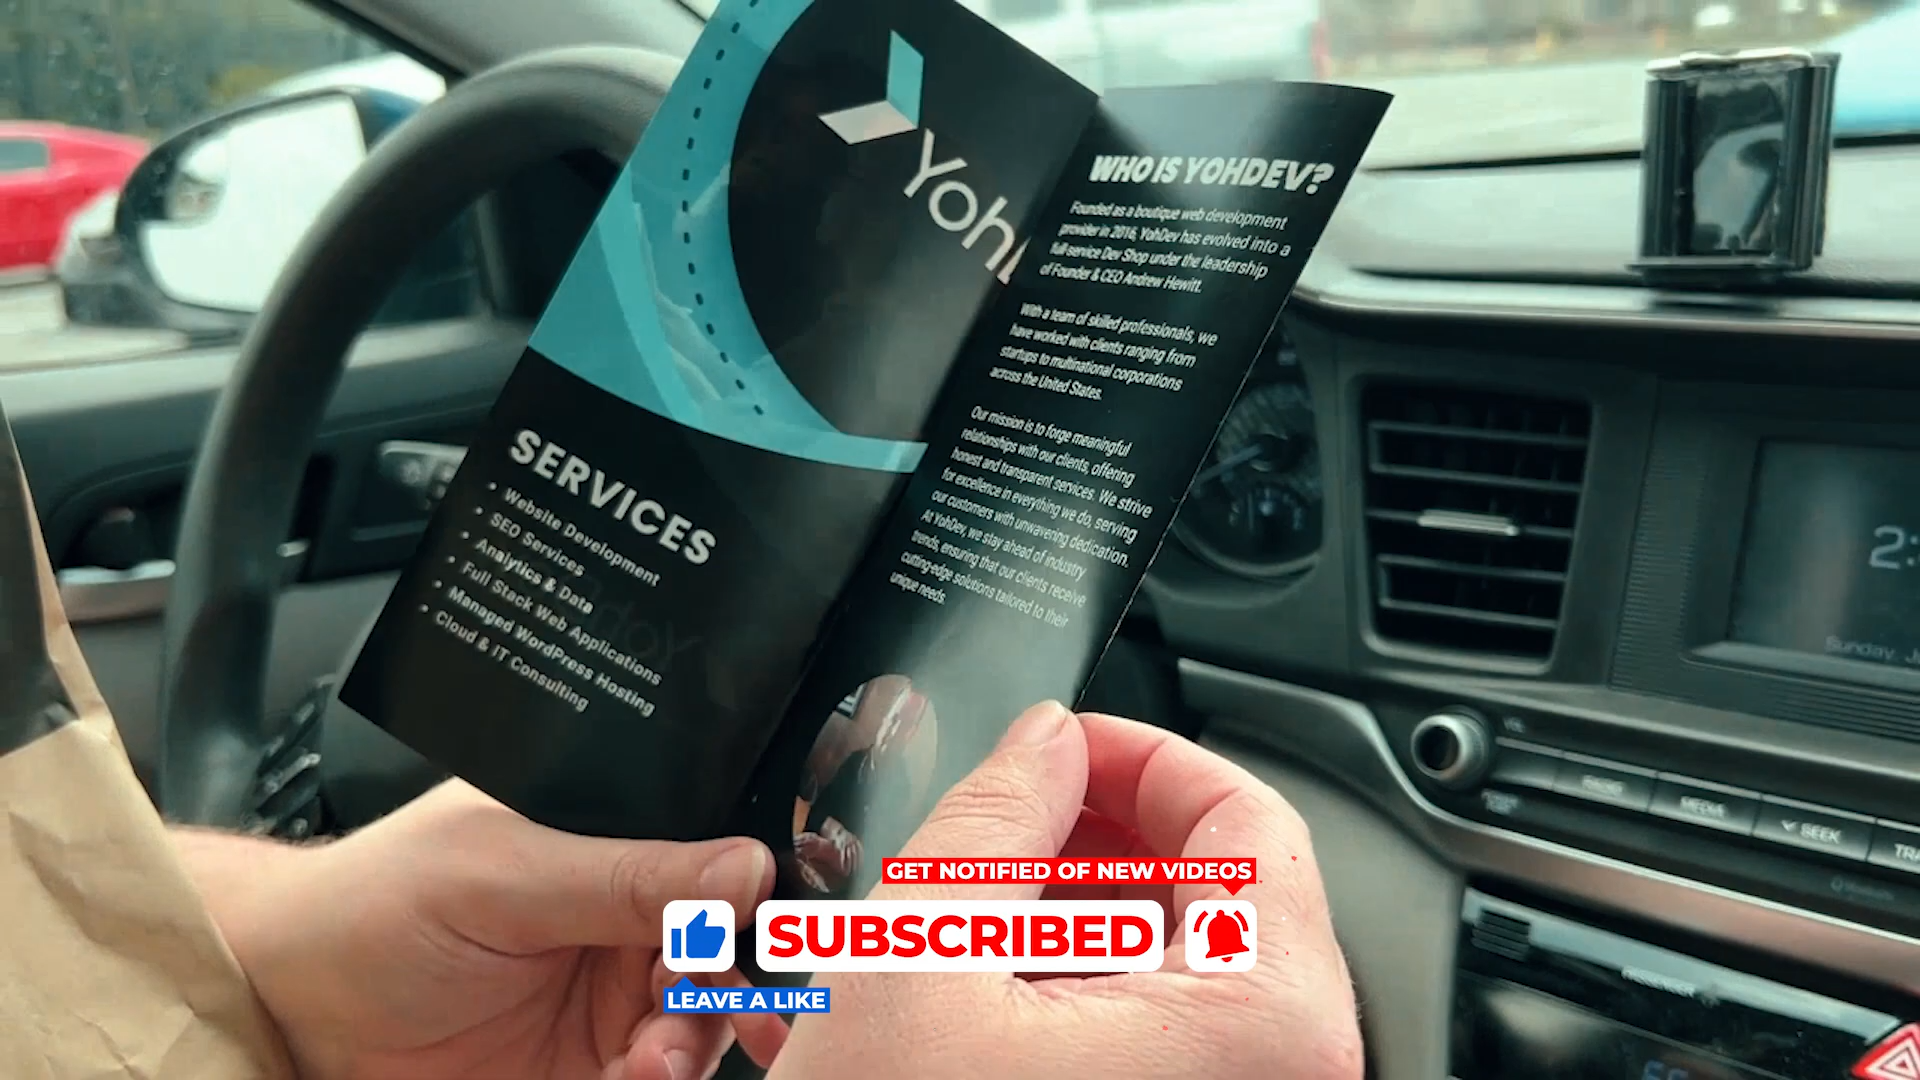 Yoh
SERVICES
• Website Development
• SEO Services
• Analytics & Data
• Full Stack Web Applications
• Managed WordPress Hosting
• Cloud & IT Consulting
WHO IS YOHDEV?
Founded as a boutique web development
provider in 2016, YohDev has evolved into a
full-service Dev Shop under the leadership
of Founder & CEO Andrew Hewitt.
With a team of skilled professionals, we
have worked with clients ranging from
startups to multinational corporations
across the United States.
Our mission is to forge meaningful
relationships with our clients, offering
honest and transparent services. We strive
for excellence in everything we do, serving
our customers with unwavering dedication.
At YohDev, we stay ahead of industry
trends, ensuring that our clients receive
cutting-edge solutions tailored to their
unique needs.
2:
Sunday,
VOL
MEDIA
SEEK
TRA
PASSENGER
GET NOTIFIED OF NEW VIDEOS
SUBSCRIBED
LEAVE A LIKE